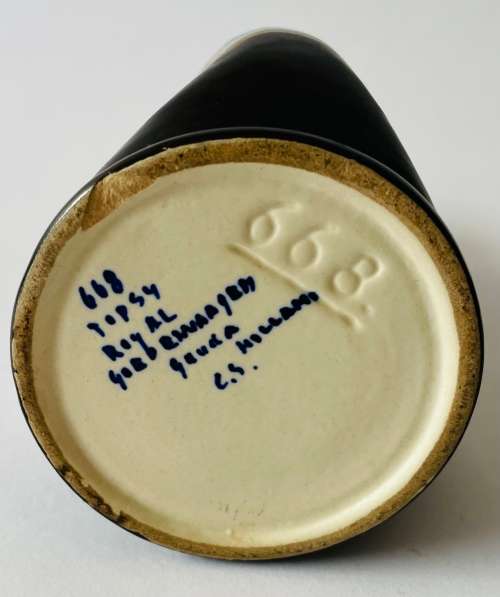 668.
668
TOPSY
ROYAL
GOEDEWAAGEN
GOUDA HOLLAND
C.S.